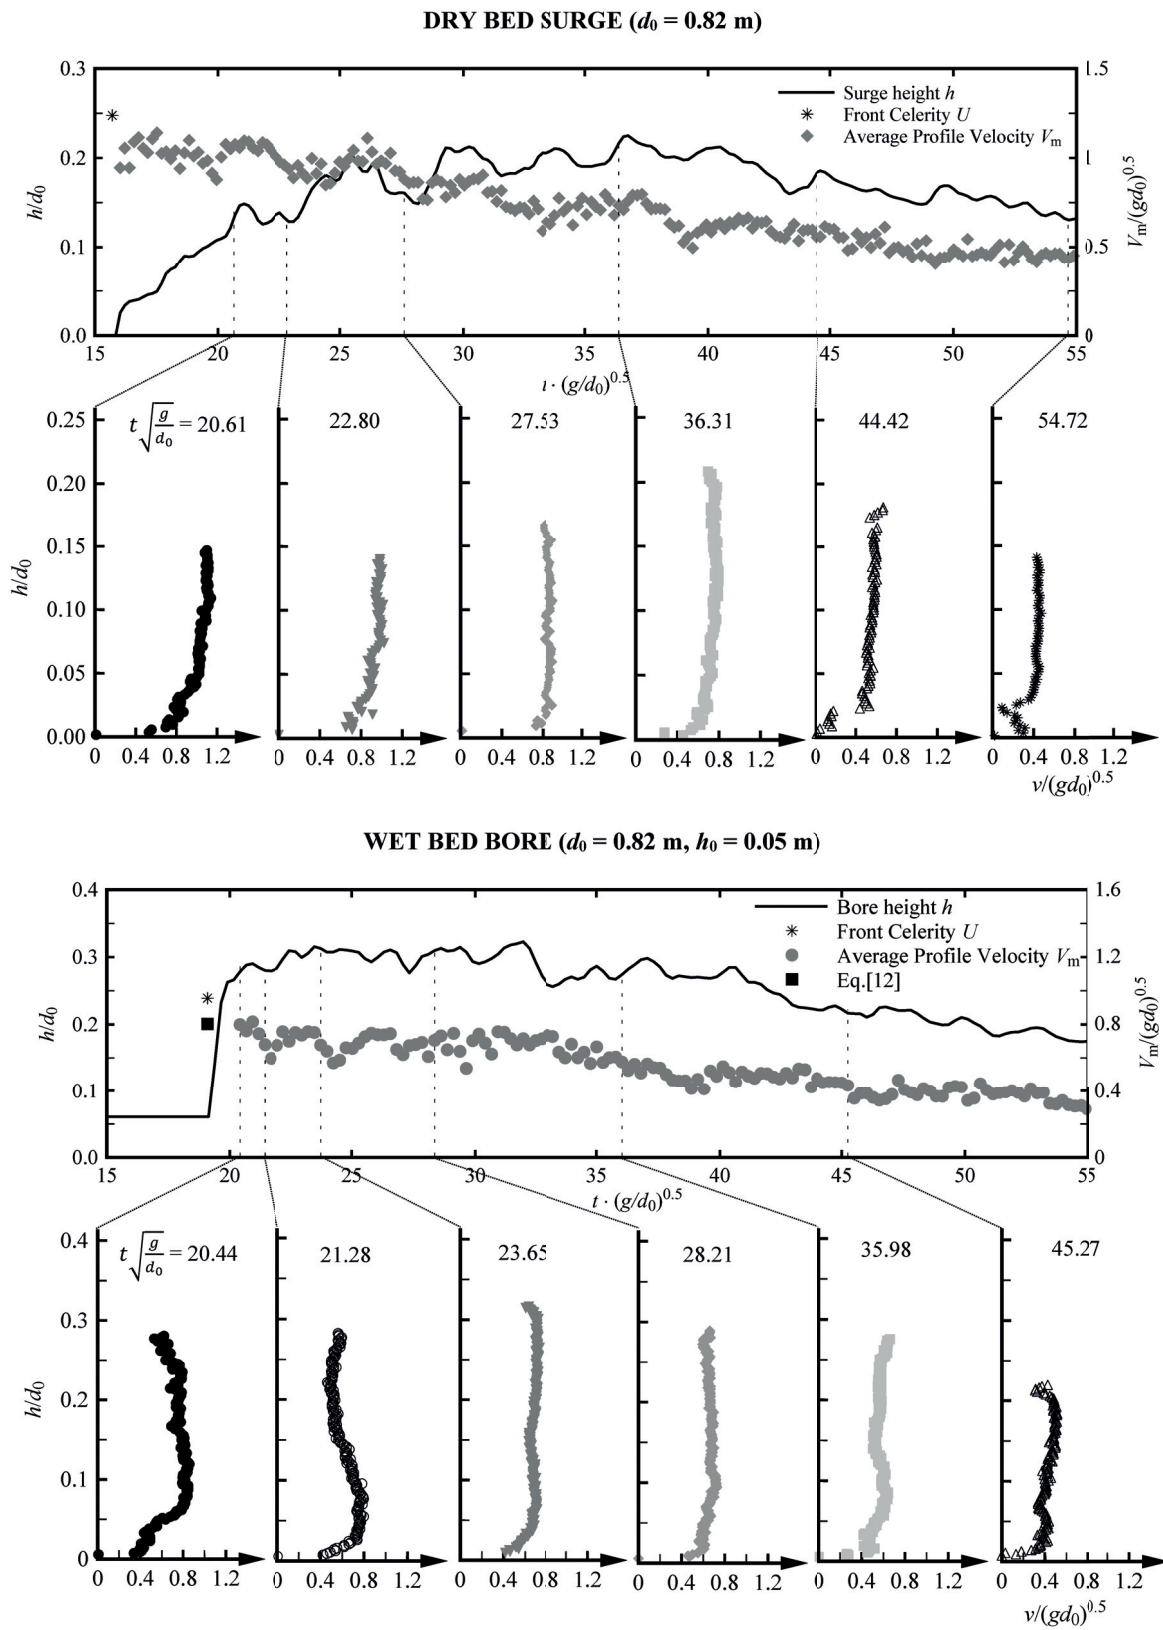 DRY BED SURGE (d₀ = 0.82 m)
0.3
0.2
0.1
0.0
h/d₀
1.5
1
0.5
0
Vₘ/(gd₀)^0.5
Surge height h
Front Celerity U
Average Profile Velocity Vₘ
15 20 25 30 35 40 45 50 55
t · (g/d₀)^0.5
0.25
0.20
0.15
0.10
0.05
0.00
h/d₀
t√(g/d₀) = 20.61
22.80
27.53
36.31
44.42
54.72
0 0.4 0.8 1.2
0 0.4 0.8 1.2
0 0.4 0.8 1.2
0 0.4 0.8 1.2
0 0.4 0.8 1.2
0 0.4 0.8 1.2
v/(gd₀)^0.5
WET BED BORE (d₀ = 0.82 m, h₀ = 0.05 m)
0.4
0.3
0.2
0.1
0.0
h/d₀
1.6
1.2
0.8
0.4
0
Vₘ/(gd₀)^0.5
Bore height h
Front Celerity U
Average Profile Velocity Vₘ
Eq.[12]
15 20 25 30 35 40 45 50 55
t · (g/d₀)^0.5
0.4
0.3
0.2
0.1
0
h/d₀
t√(g/d₀) = 20.44
21.28
23.65
28.21
35.98
45.27
0 0.4 0.8 1.2
0 0.4 0.8 1.2
0 0.4 0.8 1.2
0 0.4 0.8 1.2
0 0.4 0.8 1.2
0 0.4 0.8 1.2
v/(gd₀)^0.5